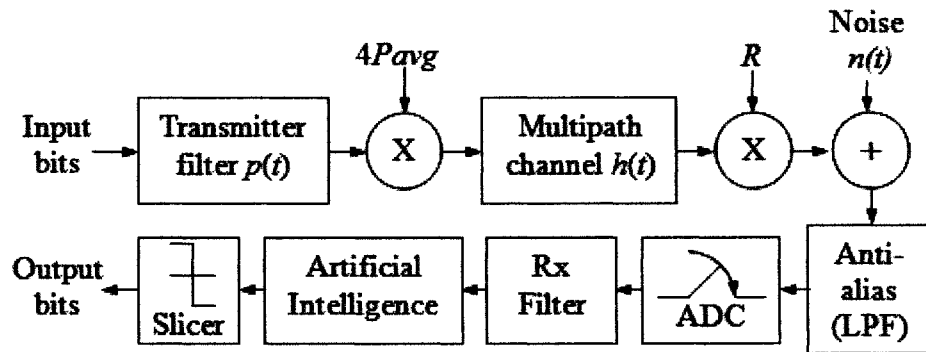 Noise
4Pavg
R
n(t)
Input
bits
Transmitter
filter p(t)
X
Multipath
channel h(t)
X
+
Output
bits
Slicer
Artificial
Intelligence
Rx
Filter
ADC
Anti-
alias
(LPF)